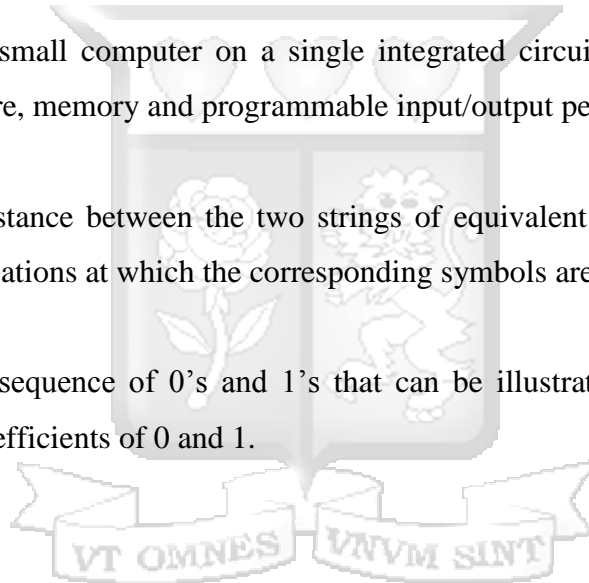 small computer on a single integrated circui
re, memory and programmable input/output pe
stance between the two strings of equivalent
ations at which the corresponding symbols are
sequence of 0’s and 1’s that can be illustrat
efficients of 0 and 1.
VT OMNES VNVM SINT